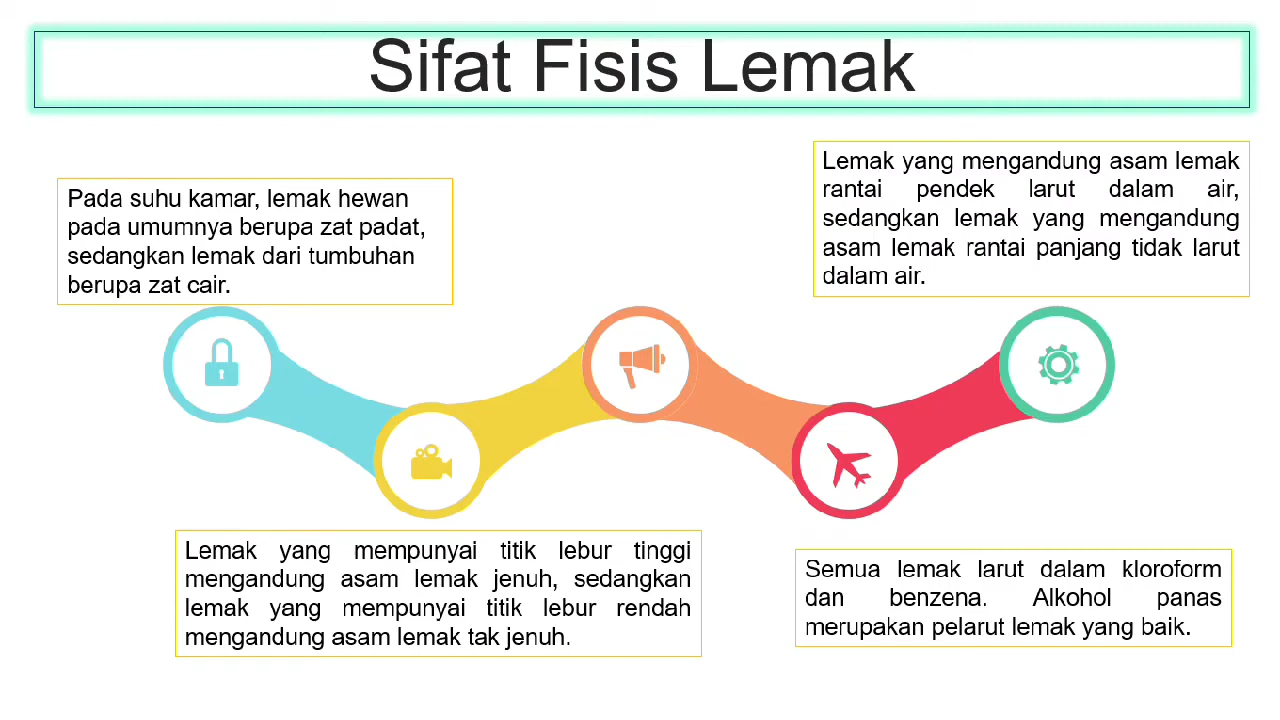 Sifat Fisis Lemak
Pada suhu kamar, lemak hewan
pada umumnya berupa zat padat,
sedangkan lemak dari tumbuhan
berupa zat cair.
Lemak yang mengandung asam lemak
rantai pendek larut dalam air,
sedangkan lemak yang mengandung
asam lemak rantai panjang tidak larut
dalam air.
Lemak yang mempunyai titik lebur tinggi
mengandung asam lemak jenuh, sedangkan
lemak yang mempunyai titik lebur rendah
mengandung asam lemak tak jenuh.
Semua lemak larut dalam kloroform
dan benzena. Alkohol panas
merupakan pelarut lemak yang baik.